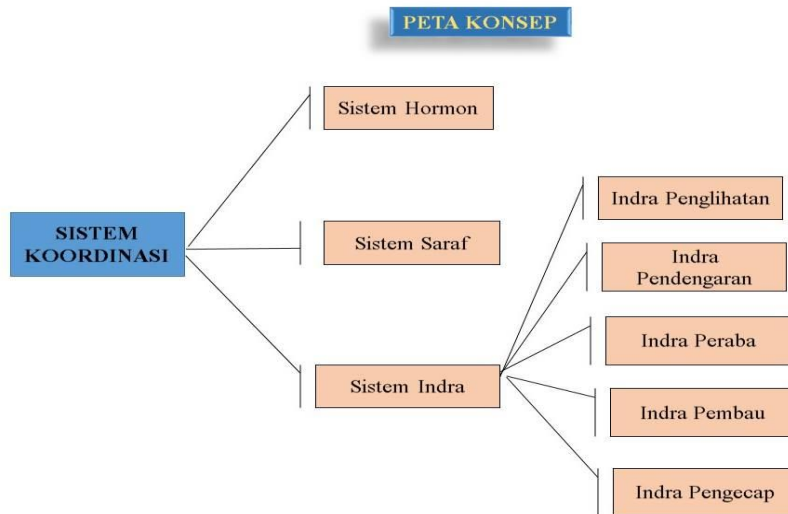 PETA KONSEP
Sistem Hormon
Indra Penglihatan
SISTEM
KOORDINASI
Sistem Saraf
Indra
Pendengaran
Indra Peraba
Sistem Indra
Indra Pembau
Indra Pengecap